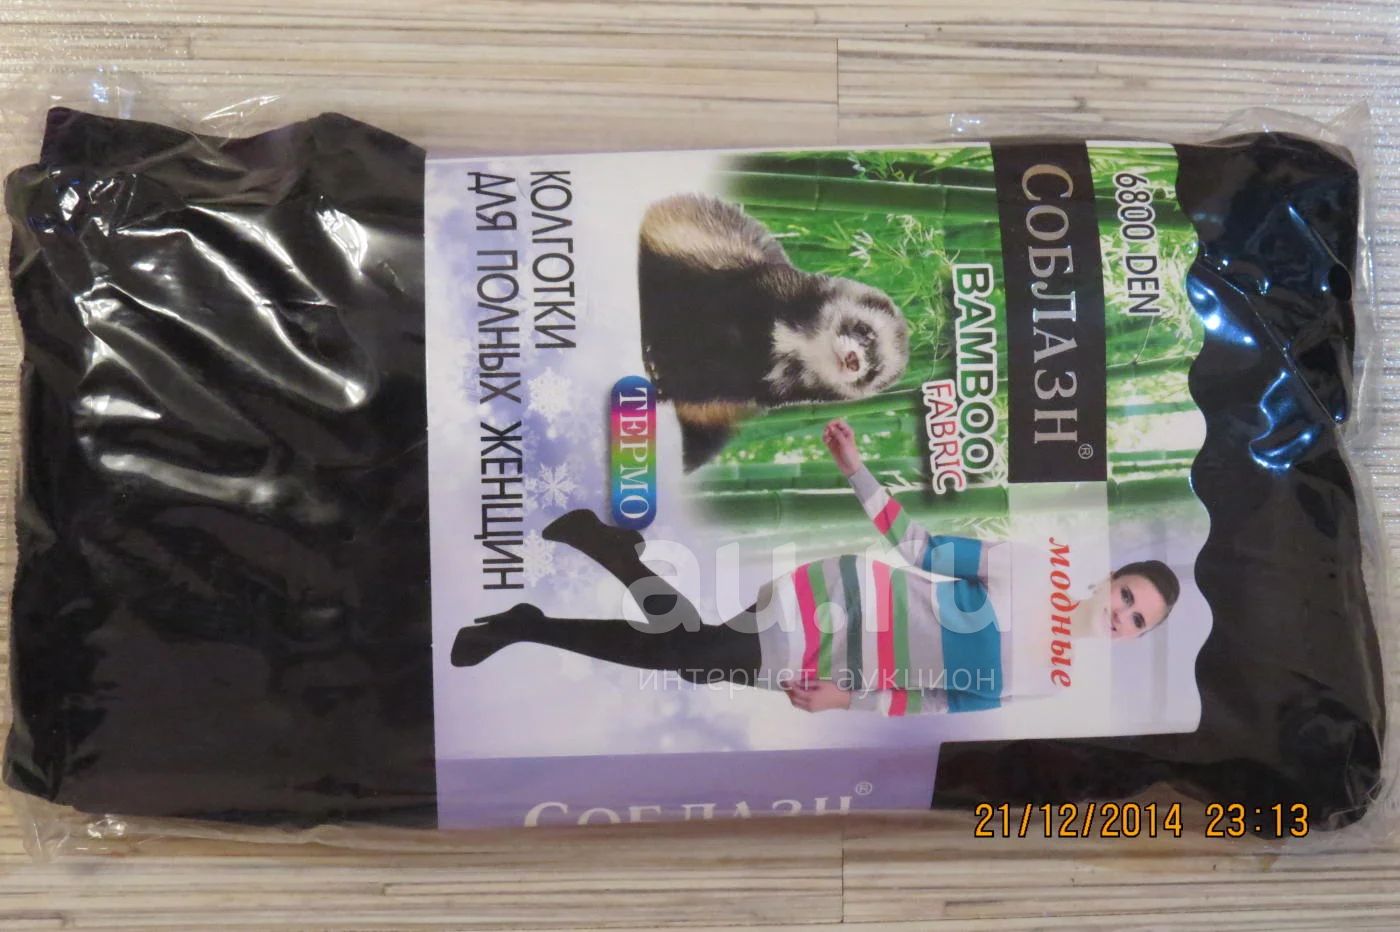 6800 DEN
СОБЛАЗН®
модные
BAMBOO
FABRIC
ТЕРМО
КОЛГОТКИ
ДЛЯ ПОЛНЫХ ЖЕНЩИН
СОБЛАЗН®
au.ru
интернет-аукцион
21/12/2014 23:13